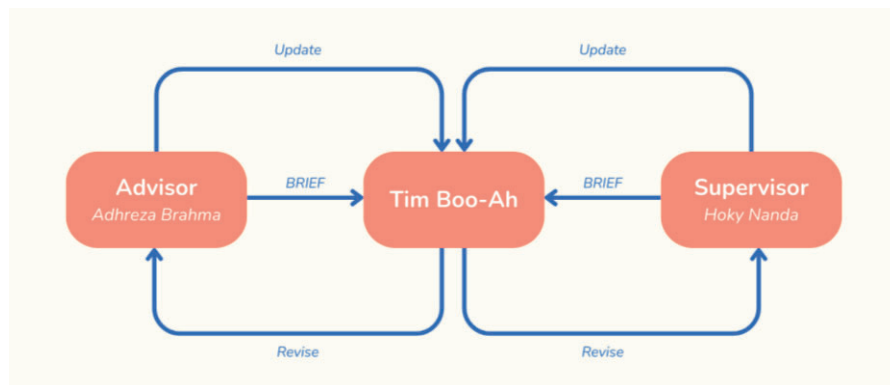 Update
Update
Advisor
Adhreza Brahma
BRIEF
Tim Boo-Ah
BRIEF
Supervisor
Hoky Nanda
Revise
Revise